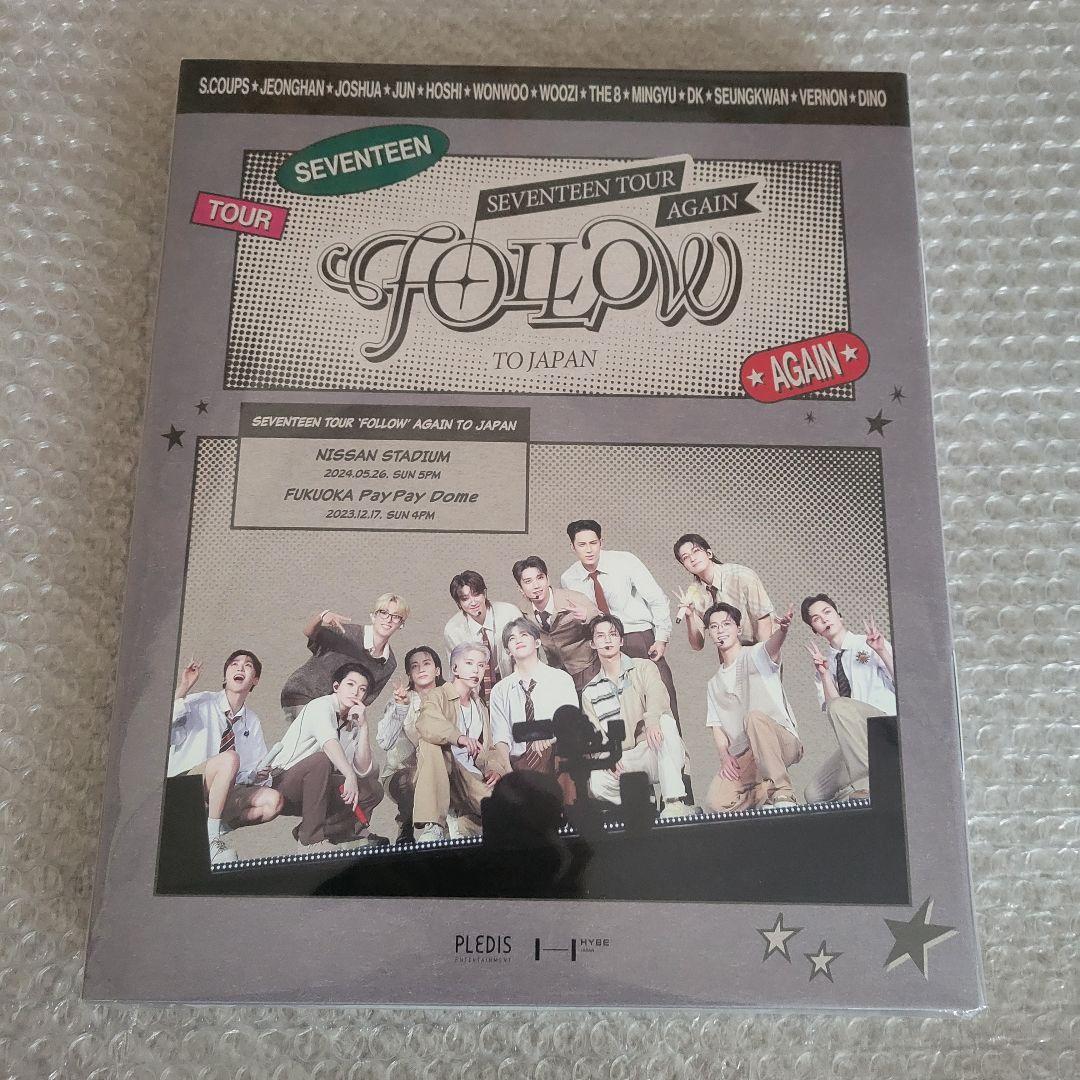 S.COUPS★JEONGHAN★JOSHUA★JUN★HOSHI★WONWOO★WOOZI★THE 8★MINGYU★DK★SEUNGKWAN★VERNON★DINO
SEVENTEEN
TOUR
SEVENTEEN TOUR
AGAIN
FOLLOW
TO JAPAN
★AGAIN★
SEVENTEEN TOUR 'FOLLOW' AGAIN TO JAPAN
NISSAN STADIUM
2024.05.26. SUN 5PM
FUKUOKA PayPay Dome
2023.12.17. SUN 4PM
PLEDIS
ENTERTAINMENT
HYBE
JAPAN